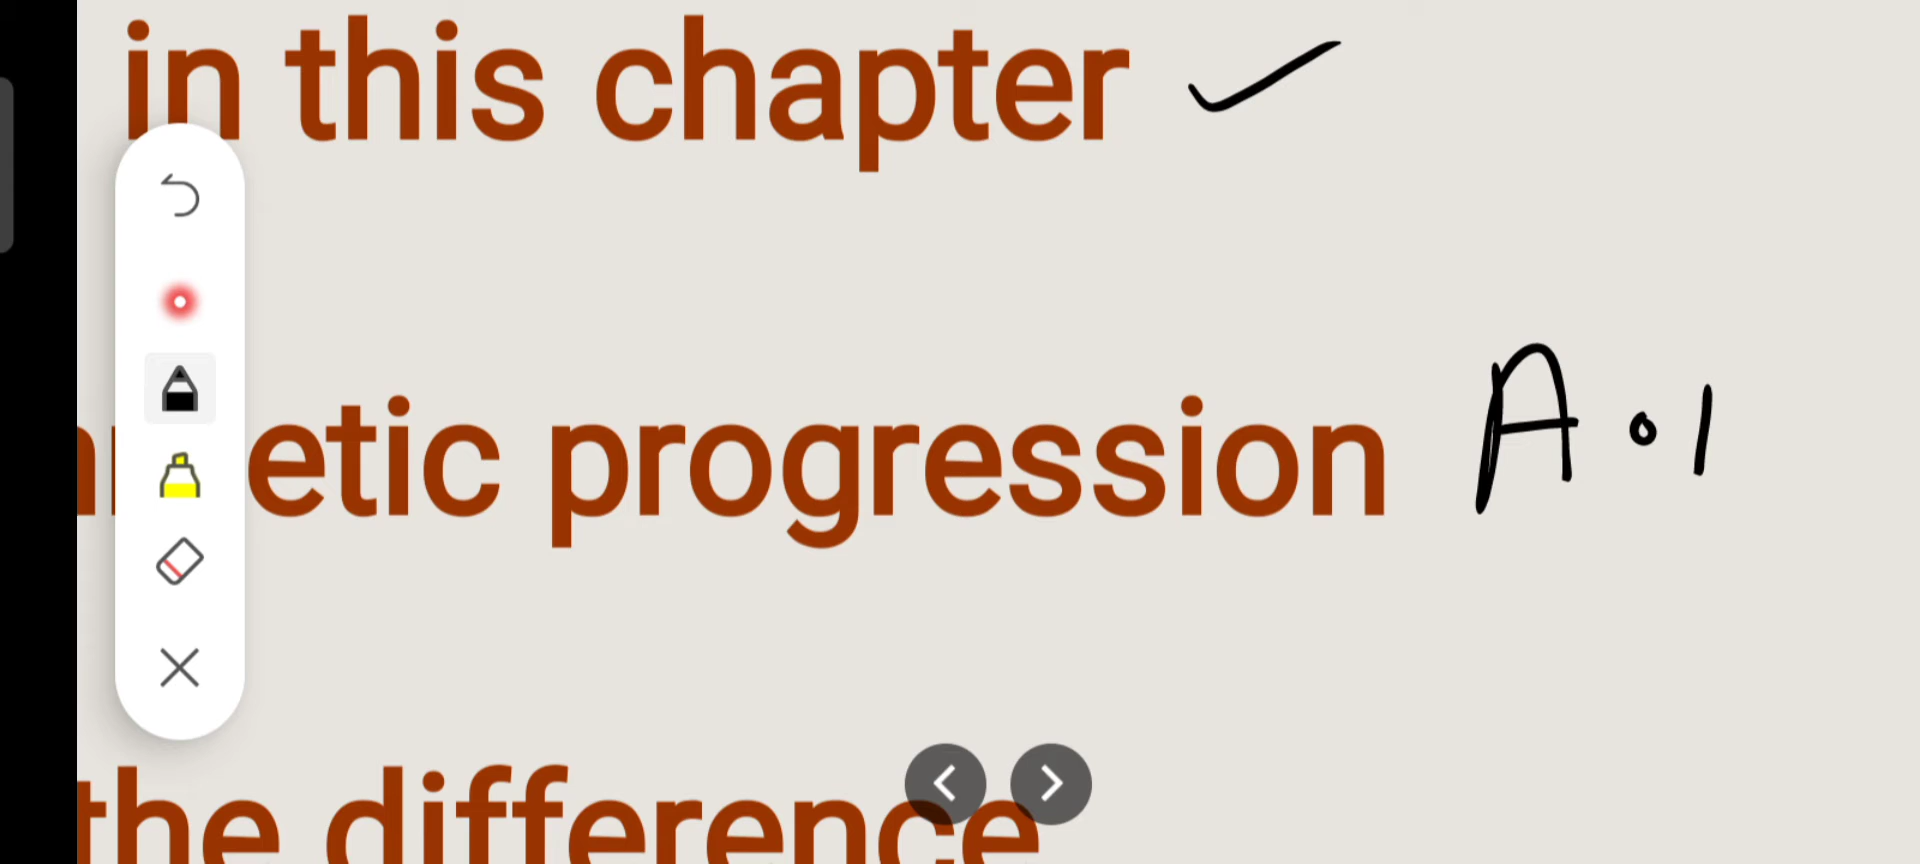 in this chapter
etic progression A.1
the difference